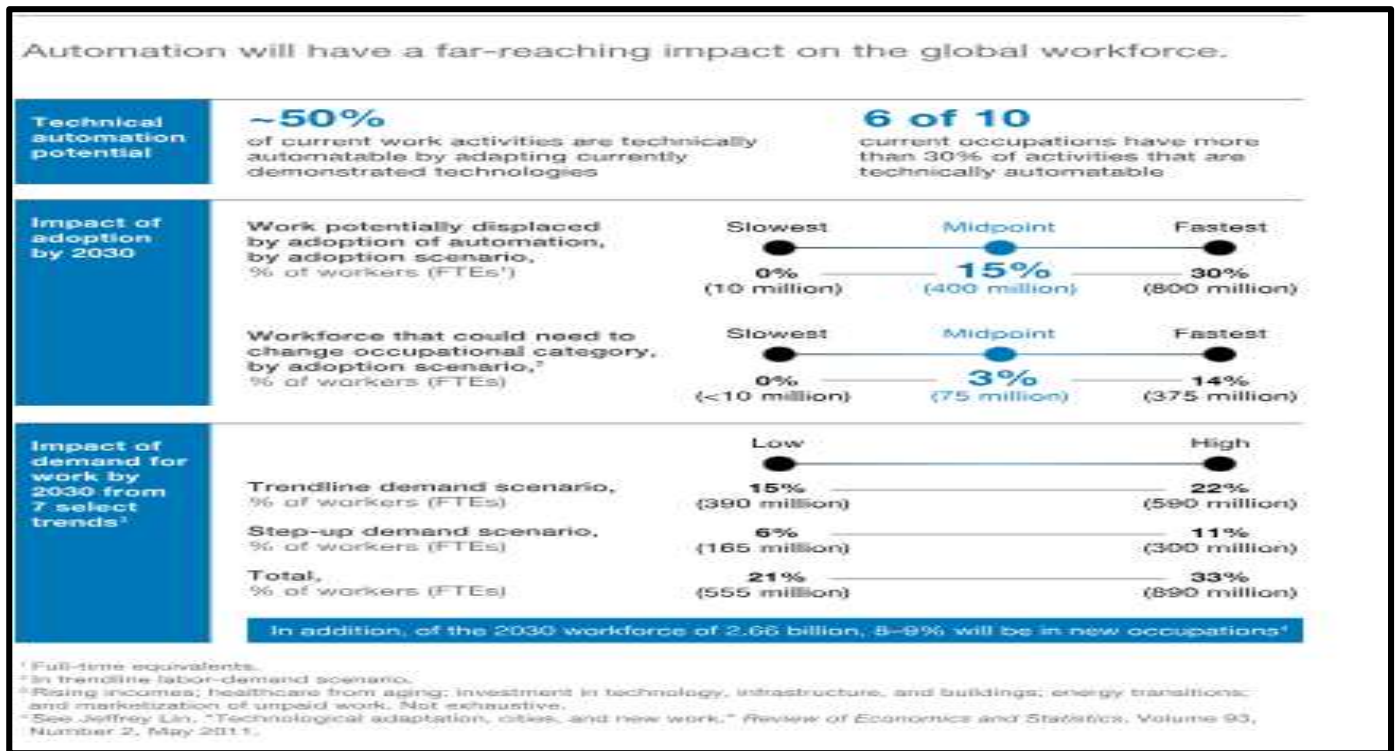 Automation will have a far-reaching impact on the global workforce.
Technical
automation
potential
~50%
of current work activities are technically
automatable by adapting currently
demonstrated technologies
6 of 10
current occupations have more
than 30% of activities that are
technically automatable
Impact of
adoption
by 2030
Work potentially displaced
by adoption of automation,
by adoption scenario,
% of workers (FTEs¹)
Slowest Midpoint Fastest
0% 15% 30%
(10 million) (400 million) (800 million)
Workforce that could need to
change occupational category,
by adoption scenario,²
% of workers (FTEs)
Slowest Midpoint Fastest
0% 3% 14%
(<10 million) (75 million) (375 million)
Impact of
demand for
work by
2030 from
7 select
trends³
Low High
Trendline demand scenario, 15% 22%
% of workers (FTEs) (390 million) (590 million)
Step-up demand scenario, 6% 11%
% of workers (FTEs) (165 million) (300 million)
Total, 21% 33%
% of workers (FTEs) (555 million) (890 million)
In addition, of the 2030 workforce of 2.66 billion, 8–9% will be in new occupations⁴
¹Full-time equivalents.
²In trendline labor-demand scenario.
³Rising incomes; healthcare from aging; investment in technology, infrastructure, and buildings; energy transitions;
and marketization of unpaid work. Not exhaustive.
⁴See Jeffrey Lin, "Technological adaptation, cities, and new work," Review of Economics and Statistics, Volume 93,
Number 2, May 2011.